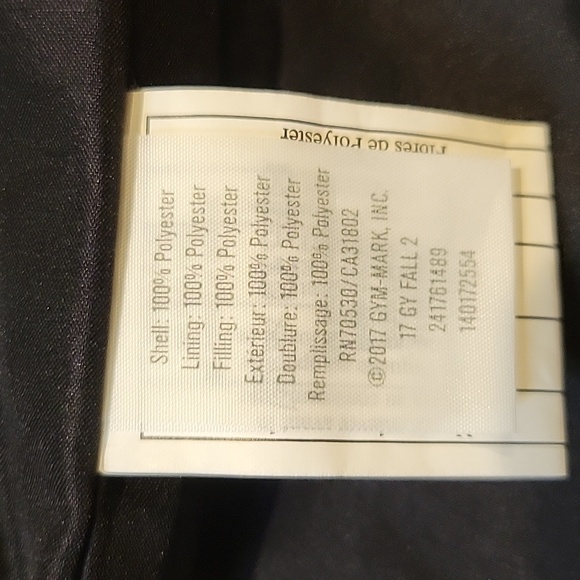 Shell: 100% Polyester
Lining: 100% Polyester
Filling: 100% Polyester
Extérieur: 100% Polyester
Doublure: 100% Polyester
Remplissage: 100% Polyester
RN70530/CA31802
©2017 GYM-MARK, INC.
17 GY FALL 2
241761489
140172554
Fibres de Polyester